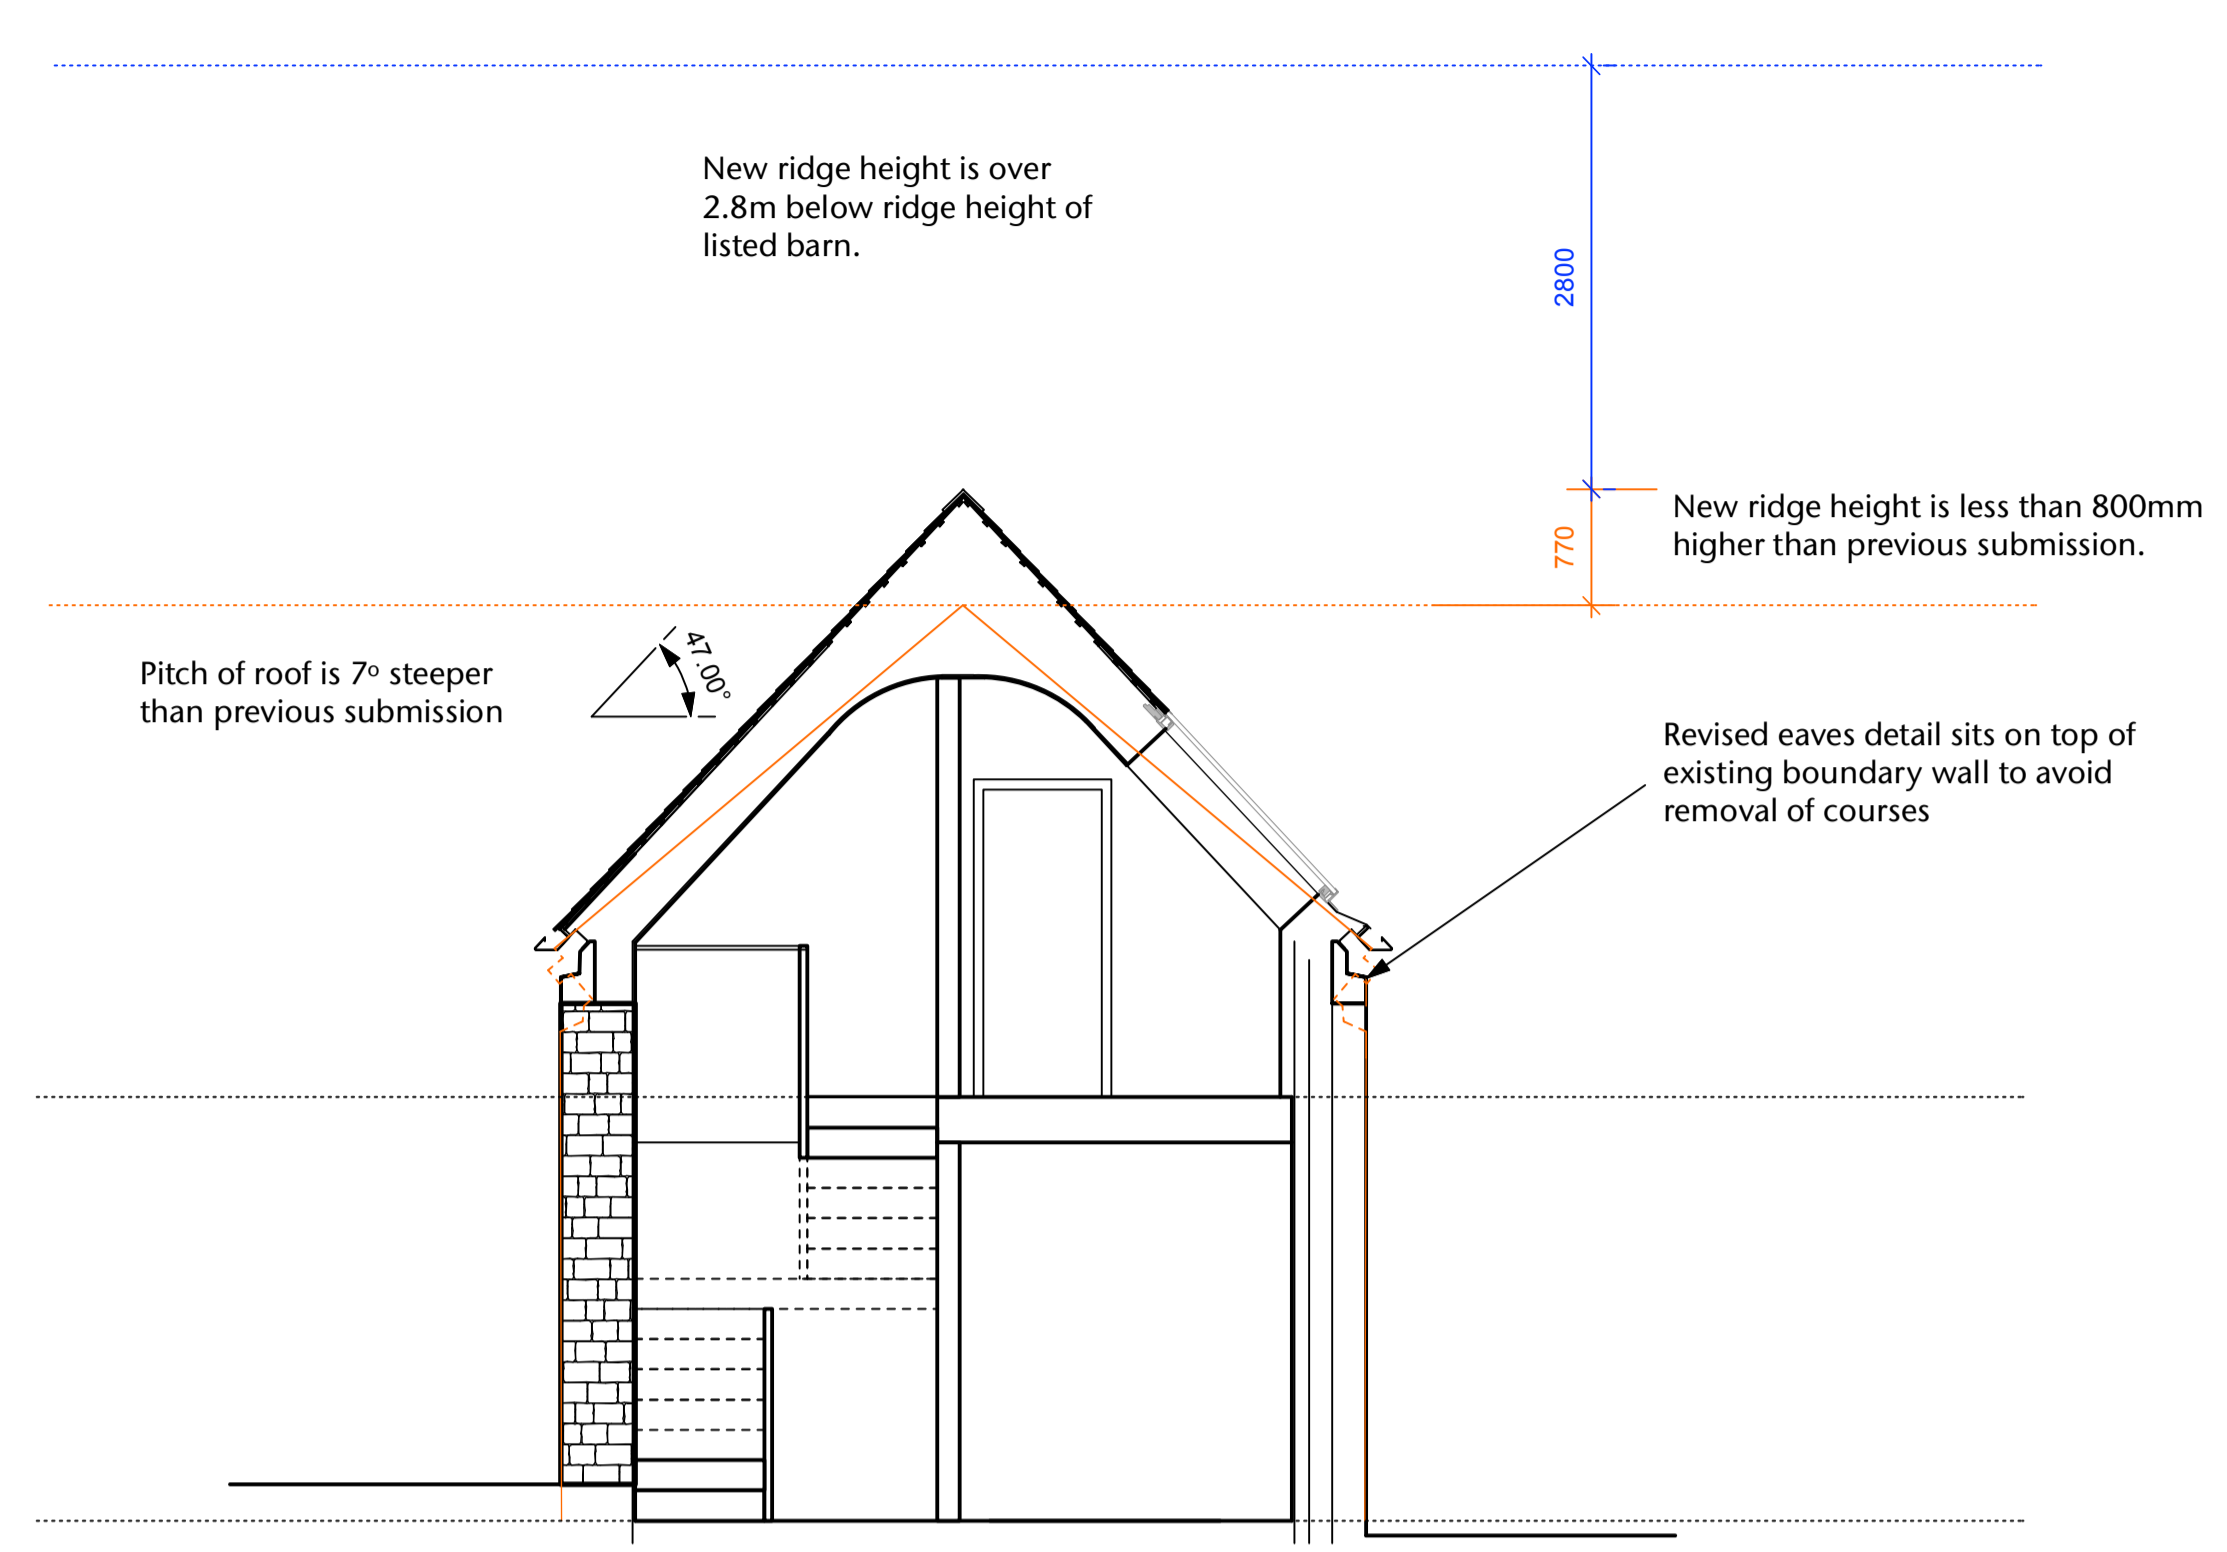 New ridge height is over
2.8m below ridge height of
listed barn.
2800
New ridge height is less than 800mm
higher than previous submission.
770
47.00°
Pitch of roof is 7º steeper
than previous submission
Revised eaves detail sits on top of
existing boundary wall to avoid
removal of courses